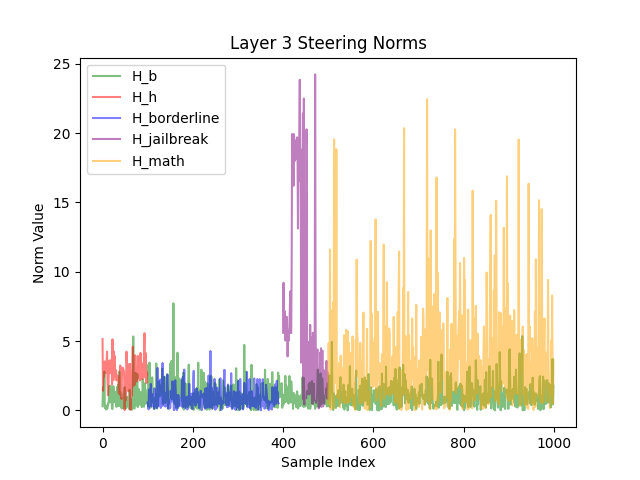 Layer 3 Steering Norms
25
20
15
10
5
0
Norm Value
H_b
H_h
H_borderline
H_jailbreak
H_math
0 200 400 600 800 1000
Sample Index